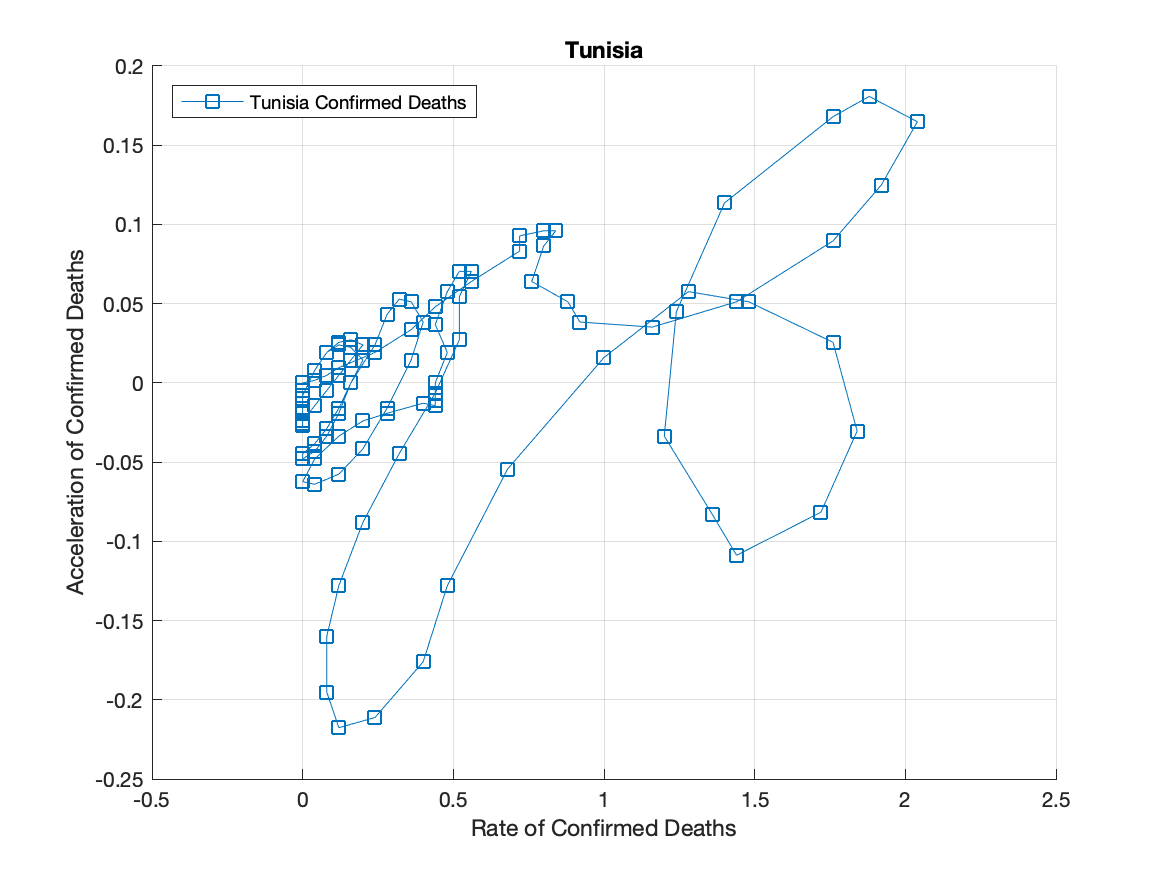 Tunisia
Tunisia Confirmed Deaths
0.2
0.15
0.1
0.05
0
-0.05
-0.1
-0.15
-0.2
-0.25
Acceleration of Confirmed Deaths
-0.5 0 0.5 1 1.5 2 2.5
Rate of Confirmed Deaths